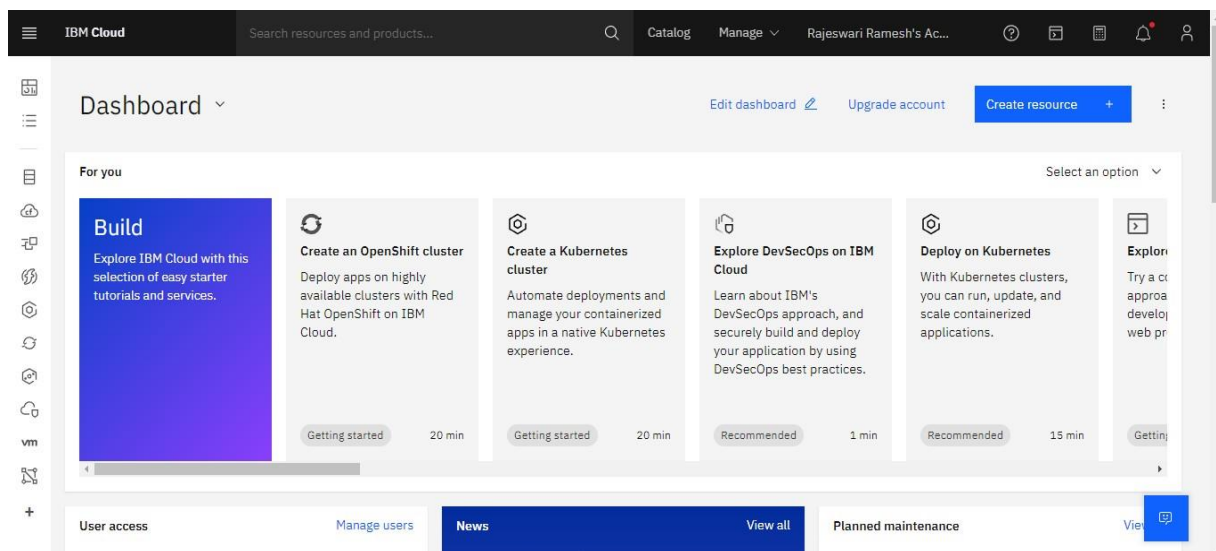 IBM Cloud
Search resources and products...
Catalog
Manage
Rajeswari Ramesh's Ac...
Dashboard
Edit dashboard
Upgrade account
Create resource +
For you
Select an option
Build
Explore IBM Cloud with this
selection of easy starter
tutorials and services.
Create an OpenShift cluster
Deploy apps on highly
available clusters with Red
Hat OpenShift on IBM
Cloud.
Getting started
20 min
Create a Kubernetes
cluster
Automate deployments and
manage your containerized
apps in a native Kubernetes
experience.
Getting started
20 min
Explore DevSecOps on IBM
Cloud
Learn about IBM's
DevSecOps approach, and
securely build and deploy
your application by using
DevSecOps best practices.
Recommended
1 min
Deploy on Kubernetes
With Kubernetes clusters,
you can run, update, and
scale containerized
applications.
Recommended
15 min
Try a
vm
User access
Manage users
News
View all
Planned maintenance